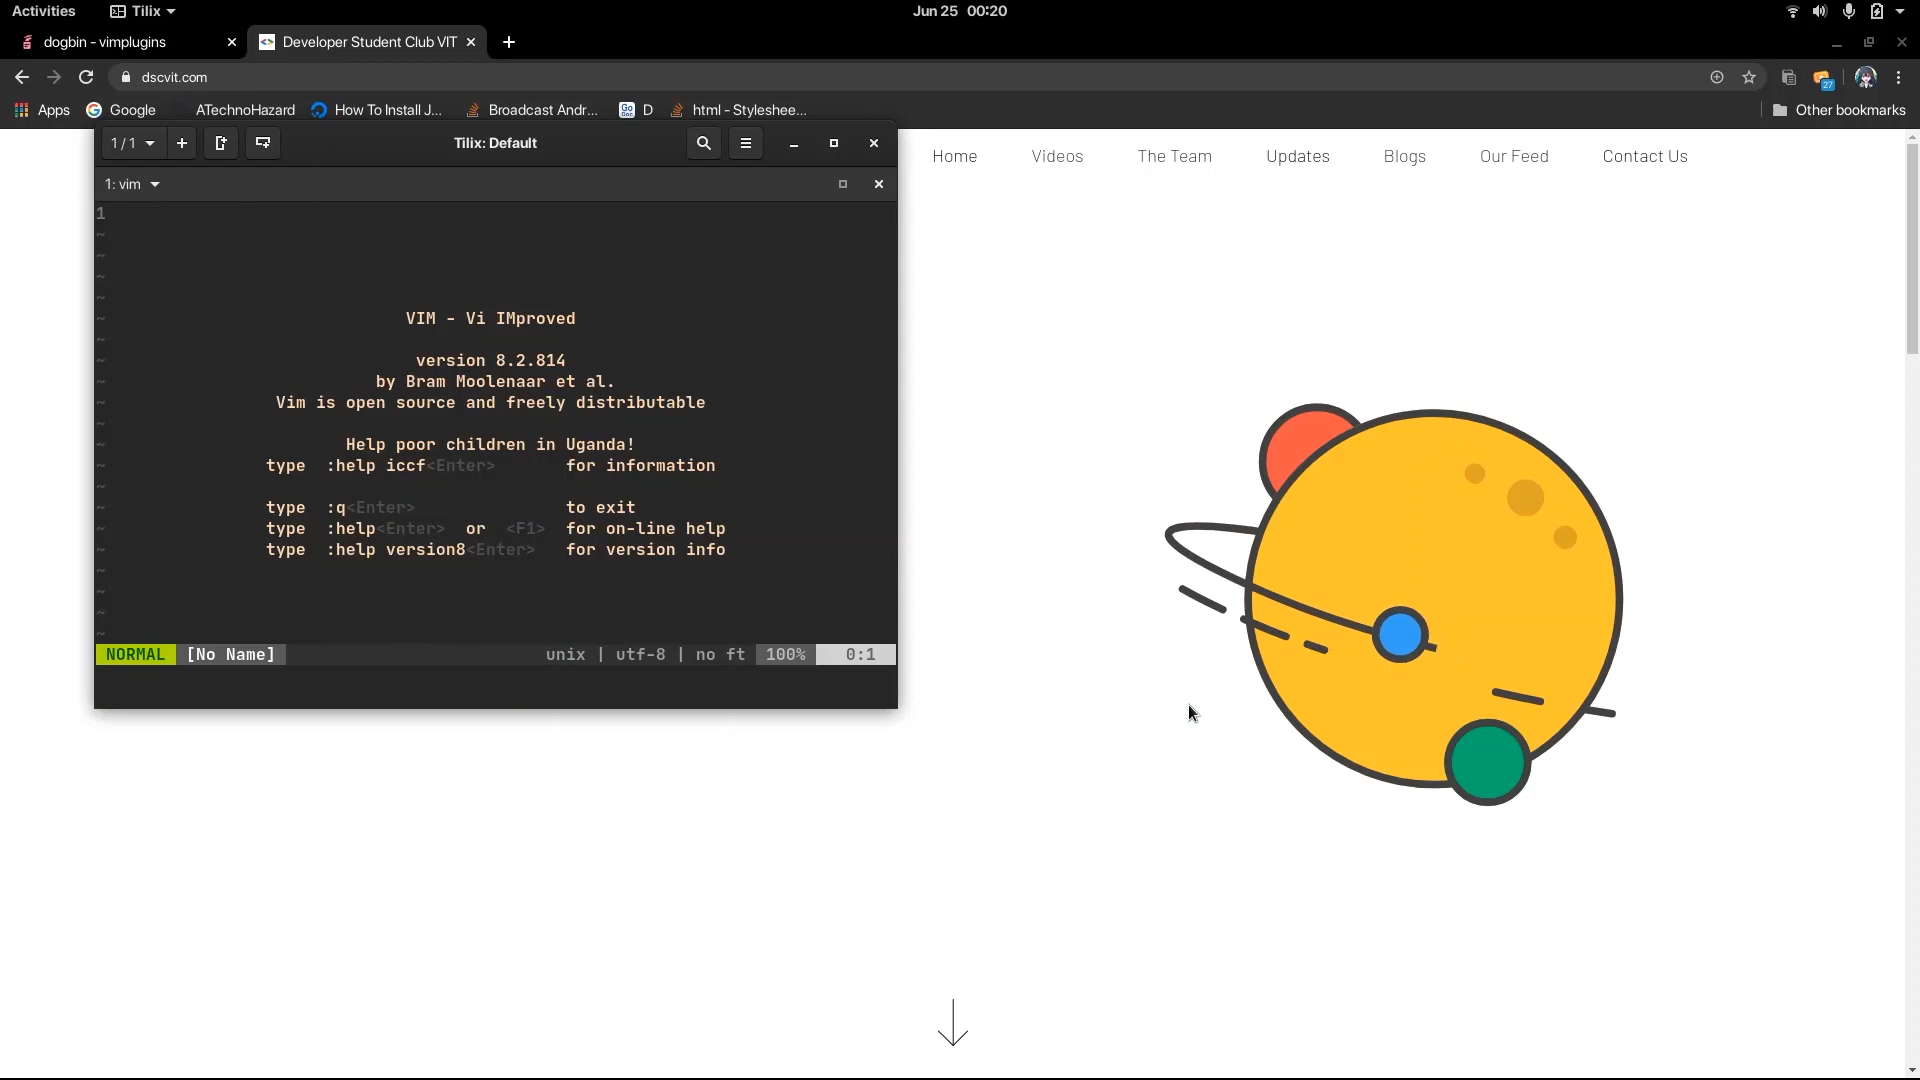 Activities Tilix Jun 25 00:20
dogbin - vimplugins Developer Student Club VIT
dscvit.com
27
Apps Google ATechnoHazard How To Install J... Broadcast Andr... Go Doc D html - Styleshee... Other bookmarks
1 / 1 Tilix: Default
1: vim
Home Videos The Team Updates Blogs Our Feed Contact Us
1
~
~
~
~
VIM - Vi IMproved
~
~ version 8.2.814
~ by Bram Moolenaar et al.
~ Vim is open source and freely distributable
~
~ Help poor children in Uganda!
~ type :help iccf<Enter> for information
~
~ type :q<Enter> to exit
~ type :help<Enter> or <F1> for on-line help
~ type :help version8<Enter> for version info
~
~
~
~
NORMAL [No Name] unix | utf-8 | no ft 100% 0:1